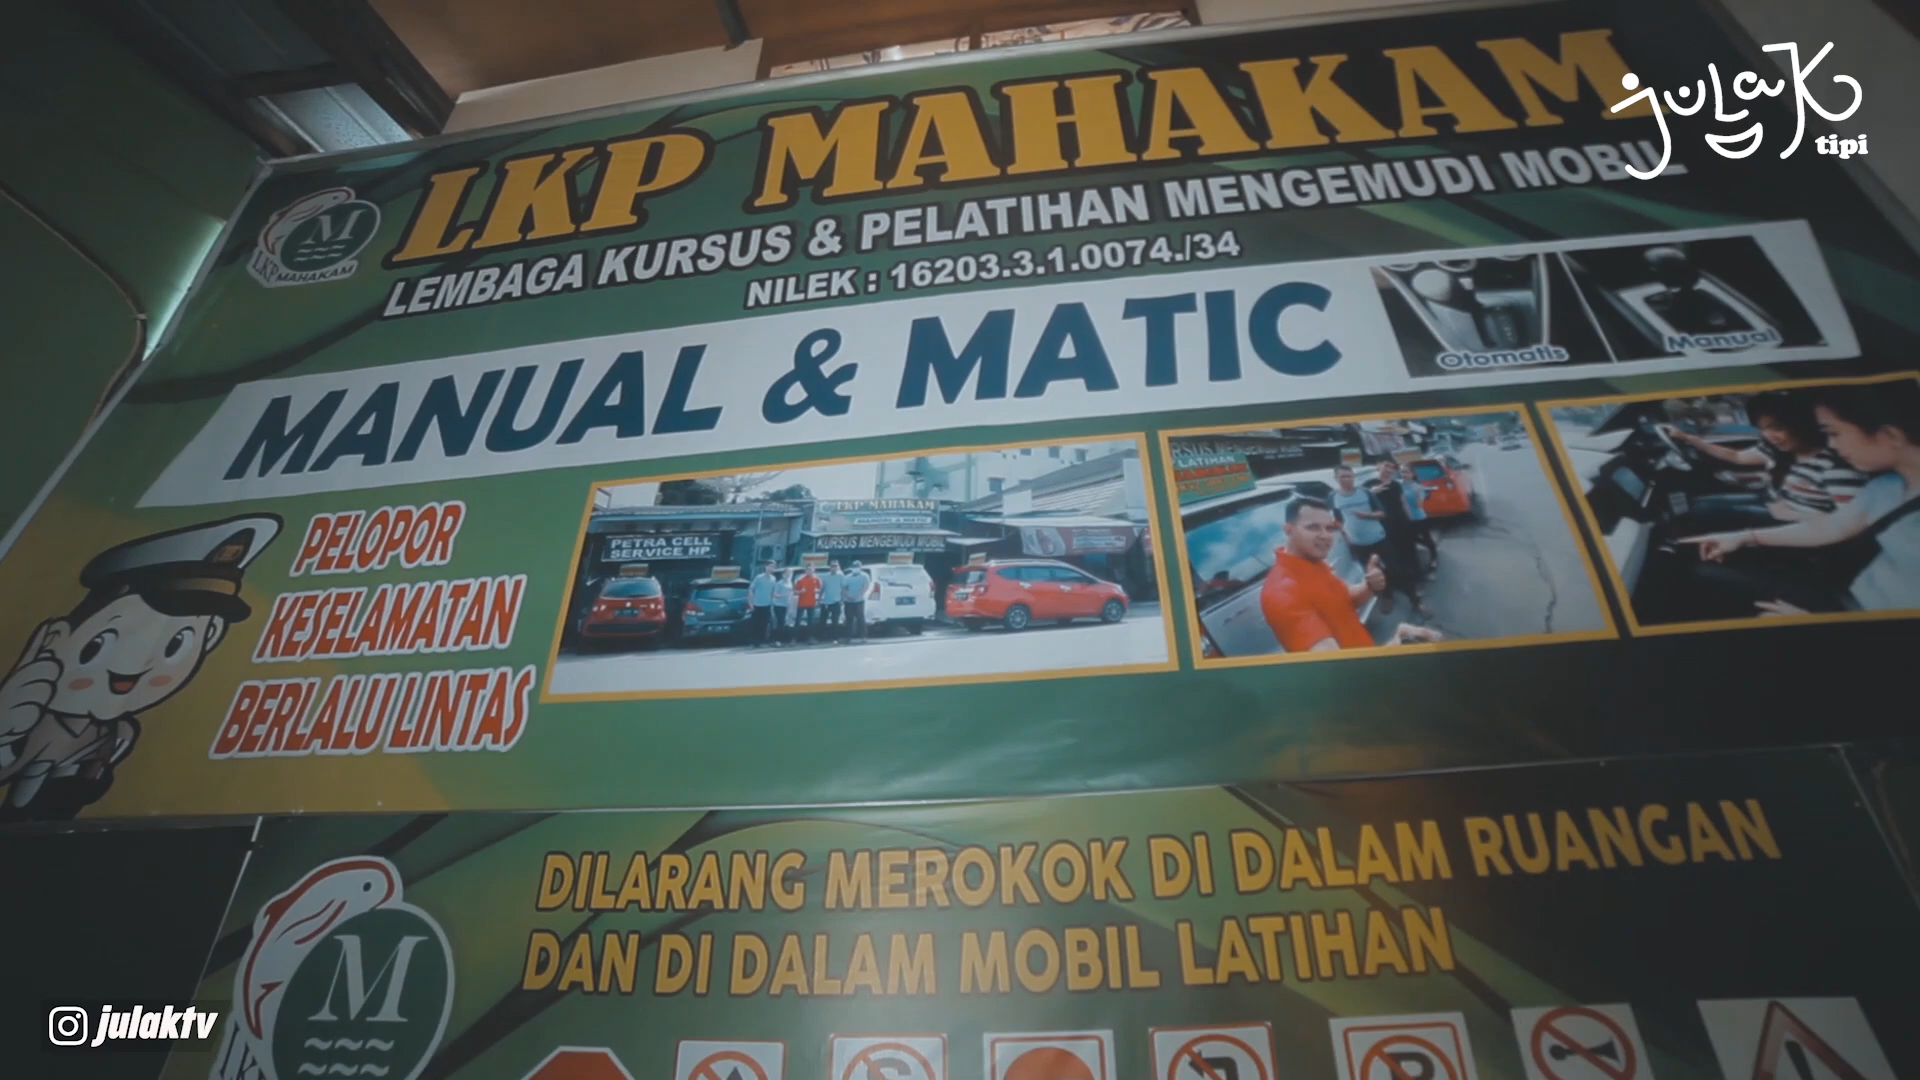 julak
tipi
LKP MAHAKAM
LEMBAGA KURSUS & PELATIHAN MENGEMUDI MOBIL
NILEK : 16203.3.1.0074./34
M
LKP MAHAKAM
MANUAL & MATIC
Otomatis
Manual
PELOPOR
KESELAMATAN
BERLALU LINTAS
PETRA CELL
SERVICE HP
LKP MAHAKAM
KURSUS MENGEMUDI MOBIL
DILARANG MEROKOK DI DALAM RUANGAN
DAN DI DALAM MOBIL LATIHAN
M
julaktv